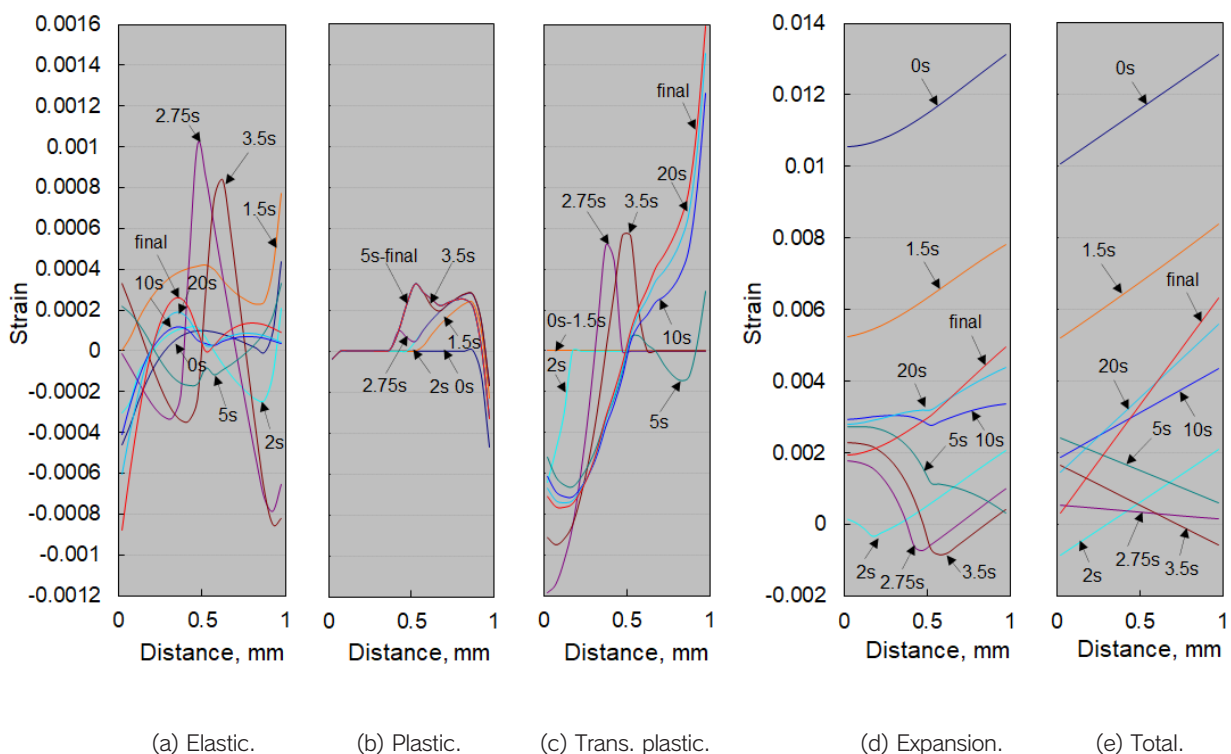 0.0016
0.0014
0.0012
0.001
0.0008
0.0006
0.0004
0.0002
0
-0.0002
-0.0004
-0.0006
-0.0008
-0.001
-0.0012
Strain
2.75s
3.5s
1.5s
final
10s
20s
0s
5s
2s
0 0.5 1
Distance, mm
(a) Elastic.
5s-final
3.5s
1.5s
2.75s
2s 0s
0 0.5 1
Distance, mm
(b) Plastic.
final
20s
2.75s
3.5s
0s-1.5s
2s
10s
5s
0 0.5 1
Distance, mm
(c) Trans. plastic.
0.014
0.012
0.01
0.008
0.006
0.004
0.002
0
-0.002
0s
1.5s
final
20s
10s
5s
2s
2.75s
3.5s
0 0.5 1
Distance, mm
(d) Expansion.
0s
1.5s
final
20s
5s
10s
2s
2.75s
3.5s
0 0.5 1
Distance, mm
(e) Total.